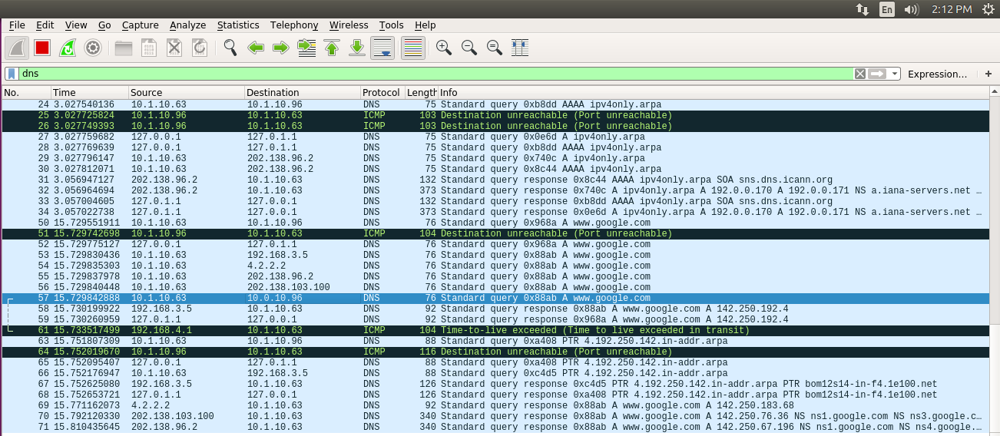 En 2:12 PM
File Edit View Go Capture Analyze Statistics Telephony Wireless Tools Help
dns Expression… +
No. Time Source Destination Protocol Length Info
24 3.027540136 10.1.10.63 10.1.10.96 DNS 75 Standard query 0xb8dd AAAA ipv4only.arpa
25 3.027725824 10.1.10.96 10.1.10.63 ICMP 103 Destination unreachable (Port unreachable)
26 3.027749393 10.1.10.96 10.1.10.63 ICMP 103 Destination unreachable (Port unreachable)
27 3.027759682 127.0.0.1 127.0.1.1 DNS 75 Standard query 0x0e6d A ipv4only.arpa
28 3.027769639 127.0.0.1 127.0.1.1 DNS 75 Standard query 0xb8dd AAAA ipv4only.arpa
29 3.027796147 10.1.10.63 202.138.96.2 DNS 75 Standard query 0x740c A ipv4only.arpa
30 3.027812071 10.1.10.63 202.138.96.2 DNS 75 Standard query 0x8c44 AAAA ipv4only.arpa
31 3.056947127 202.138.96.2 10.1.10.63 DNS 132 Standard query response 0x8c44 AAAA ipv4only.arpa SOA sns.dns.icann.org
32 3.056964694 202.138.96.2 10.1.10.63 DNS 373 Standard query response 0x740c A ipv4only.arpa A 192.0.0.170 A 192.0.0.171 NS a.iana-servers.net …
33 3.057004605 127.0.1.1 127.0.0.1 DNS 132 Standard query response 0xb8dd AAAA ipv4only.arpa SOA sns.dns.icann.org
34 3.057022738 127.0.1.1 127.0.0.1 DNS 373 Standard query response 0x0e6d A ipv4only.arpa A 192.0.0.170 A 192.0.0.171 NS a.iana-servers.net …
50 15.729551911 10.1.10.63 10.1.10.96 DNS 76 Standard query 0x968a A www.google.com
51 15.729742698 10.1.10.96 10.1.10.63 ICMP 104 Destination unreachable (Port unreachable)
52 15.729775127 127.0.0.1 127.0.1.1 DNS 76 Standard query 0x968a A www.google.com
53 15.729830436 10.1.10.63 192.168.3.5 DNS 76 Standard query 0x88ab A www.google.com
54 15.729835303 10.1.10.63 4.2.2.2 DNS 76 Standard query 0x88ab A www.google.com
55 15.729837978 10.1.10.63 202.138.96.2 DNS 76 Standard query 0x88ab A www.google.com
56 15.729840448 10.1.10.63 202.138.103.100 DNS 76 Standard query 0x88ab A www.google.com
57 15.729842888 10.1.10.63 10.0.10.96 DNS 76 Standard query 0x88ab A www.google.com
58 15.730199922 192.168.3.5 10.1.10.63 DNS 92 Standard query response 0x88ab A www.google.com A 142.250.192.4
59 15.730260959 127.0.1.1 127.0.0.1 DNS 92 Standard query response 0x968a A www.google.com A 142.250.192.4
61 15.733517499 192.168.4.1 10.1.10.63 ICMP 104 Time-to-live exceeded (Time to live exceeded in transit)
63 15.751807309 10.1.10.63 10.1.10.96 DNS 88 Standard query 0xa408 PTR 4.192.250.142.in-addr.arpa
64 15.752019670 10.1.10.96 10.1.10.63 ICMP 116 Destination unreachable (Port unreachable)
65 15.752095407 127.0.0.1 127.0.1.1 DNS 88 Standard query 0xa408 PTR 4.192.250.142.in-addr.arpa
66 15.752176947 10.1.10.63 192.168.3.5 DNS 88 Standard query 0xc4d5 PTR 4.192.250.142.in-addr.arpa
67 15.752625080 192.168.3.5 10.1.10.63 DNS 126 Standard query response 0xc4d5 PTR 4.192.250.142.in-addr.arpa PTR bom12s14-in-f4.1e100.net
68 15.752653721 127.0.1.1 127.0.0.1 DNS 126 Standard query response 0xa408 PTR 4.192.250.142.in-addr.arpa PTR bom12s14-in-f4.1e100.net
69 15.771162073 4.2.2.2 10.1.10.63 DNS 92 Standard query response 0x88ab A www.google.com A 142.250.183.68
70 15.792120330 202.138.103.100 10.1.10.63 DNS 340 Standard query response 0x88ab A www.google.com A 142.250.76.36 NS ns1.google.com NS ns3.google.c…
71 15.810435645 202.138.96.2 10.1.10.63 DNS 340 Standard query response 0x88ab A www.google.com A 142.250.67.196 NS ns1.google.com NS ns4.google.…